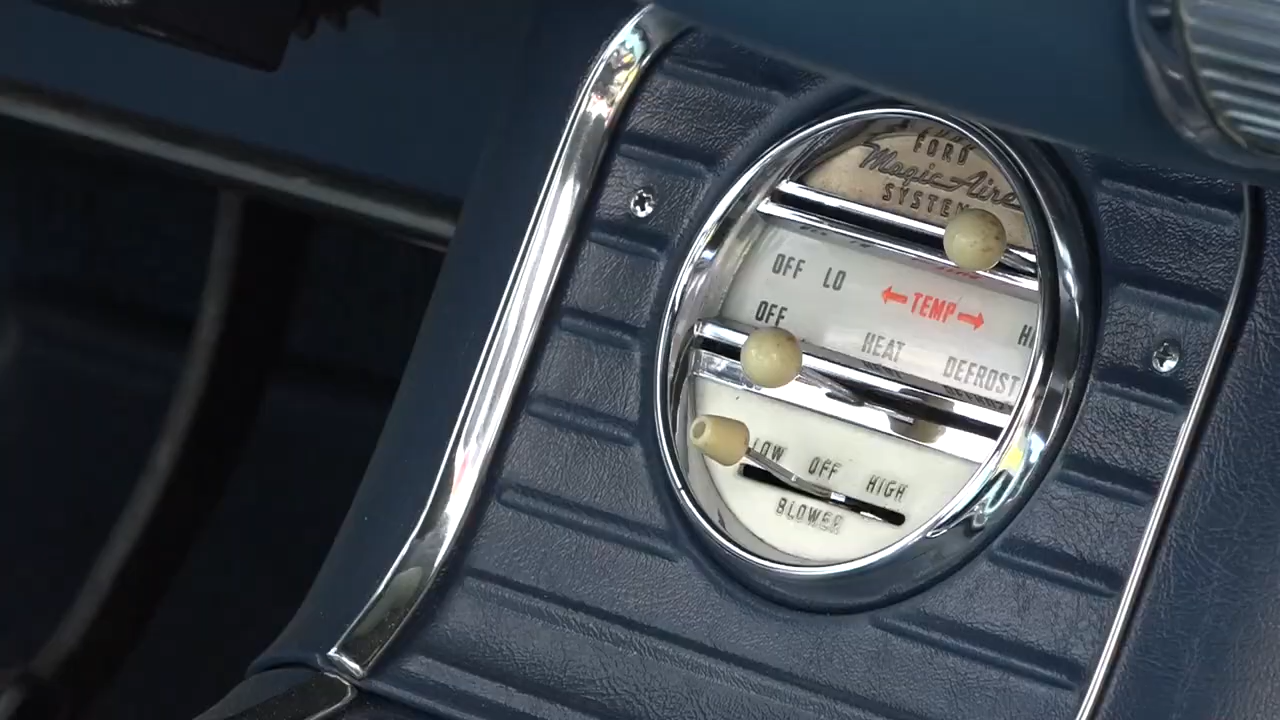 FORD
Magic-Aire
SYSTEM
OFF LO
TEMP
OFF
HEAT
DEFROST
LOW OFF HIGH
BLOWER